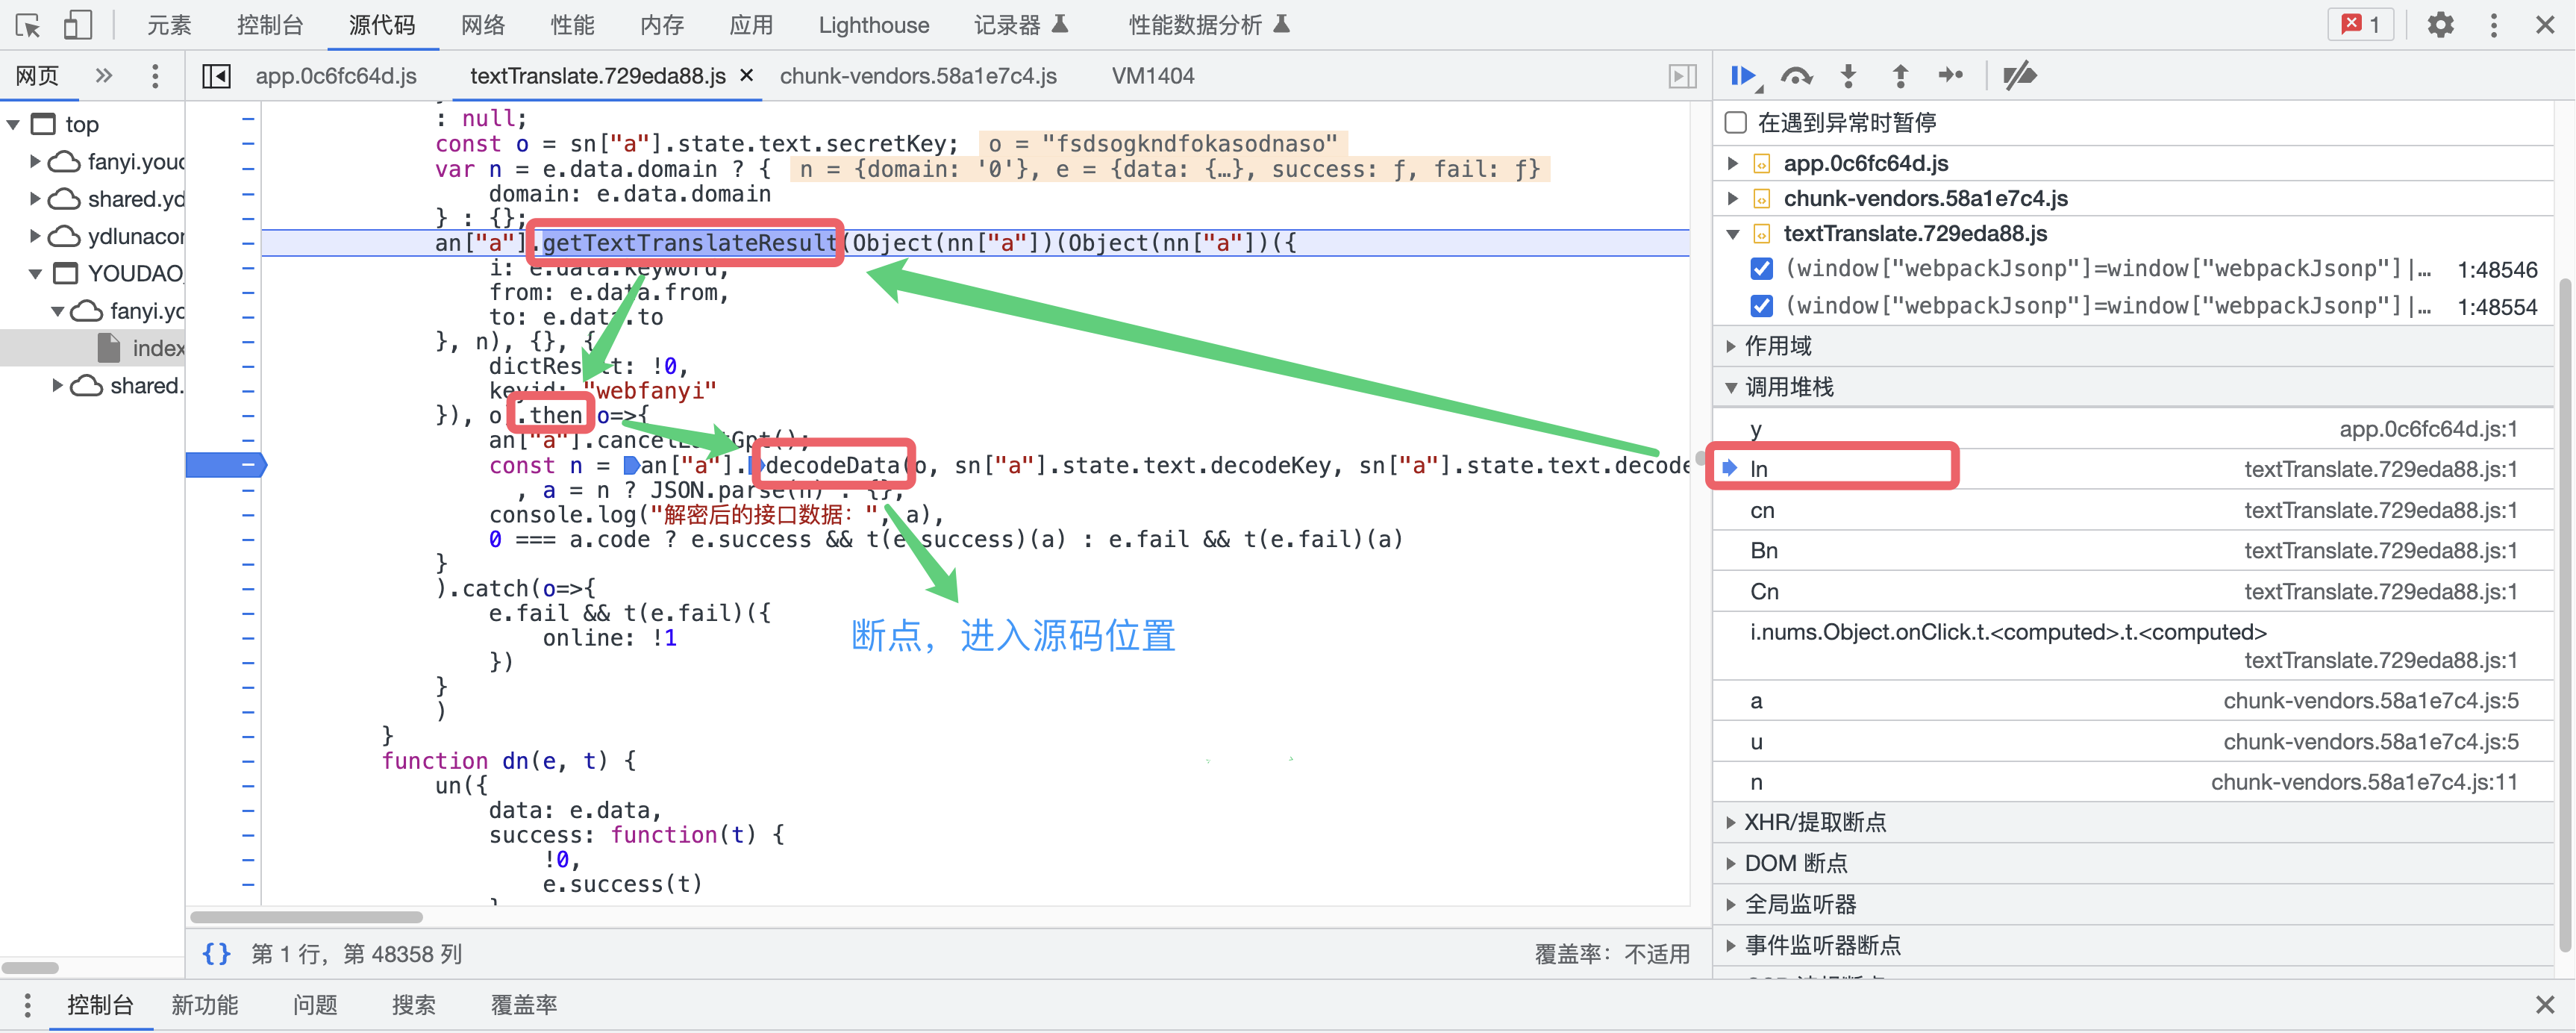 元素 控制台 源代码 网络 性能 内存 应用 Lighthouse 记录器 性能数据分析 1
网页 » app.0c6fc64d.js textTranslate.729eda88.js × chunk-vendors.58a1e7c4.js VM1404
top
fanyi.youd
shared.yd
ydlunacor
YOUDAO_
fanyi.yo
index
shared.
: null;
const o = sn["a"].state.text.secretKey; o = "fsdsogkndfokasodnaso"
var n = e.data.domain ? { n = {domain: '0'}, e = {data: {…}, success: ƒ, fail: ƒ}
domain: e.data.domain
} : {};
an["a"].getTextTranslateResult(Object(nn["a"])(Object(nn["a"])({
i: e.data.keyword,
from: e.data.from,
to: e.data.to
}, n), {}, {
dictResult: !0,
keyid: "webfanyi"
}), o).then(o=>{
an["a"].cancelLastGpt();
const n = an["a"].decodeData(o, sn["a"].state.text.decodeKey, sn["a"].state.text.decode
, a = n ? JSON.parse(n) : {};
console.log("解密后的接口数据：", a),
0 === a.code ? e.success && t(e.success)(a) : e.fail && t(e.fail)(a)
}
).catch(o=>{
e.fail && t(e.fail)({
online: !1
})
}
)
}
function dn(e, t) {
un({
data: e.data,
success: function(t) {
!0,
e.success(t)
断点，进入源码位置
{} 第 1 行，第 48358 列 覆盖率：不适用
在遇到异常时暂停
app.0c6fc64d.js
chunk-vendors.58a1e7c4.js
textTranslate.729eda88.js
(window["webpackJsonp"]=window["webpackJsonp"]|… 1:48546
(window["webpackJsonp"]=window["webpackJsonp"]|… 1:48554
作用域
调用堆栈
y app.0c6fc64d.js:1
ln textTranslate.729eda88.js:1
cn textTranslate.729eda88.js:1
Bn textTranslate.729eda88.js:1
Cn textTranslate.729eda88.js:1
i.nums.Object.onClick.t.<computed>.t.<computed>
textTranslate.729eda88.js:1
a chunk-vendors.58a1e7c4.js:5
u chunk-vendors.58a1e7c4.js:5
n chunk-vendors.58a1e7c4.js:11
XHR/提取断点
DOM 断点
全局监听器
事件监听器断点
控制台 新功能 问题 搜索 覆盖率